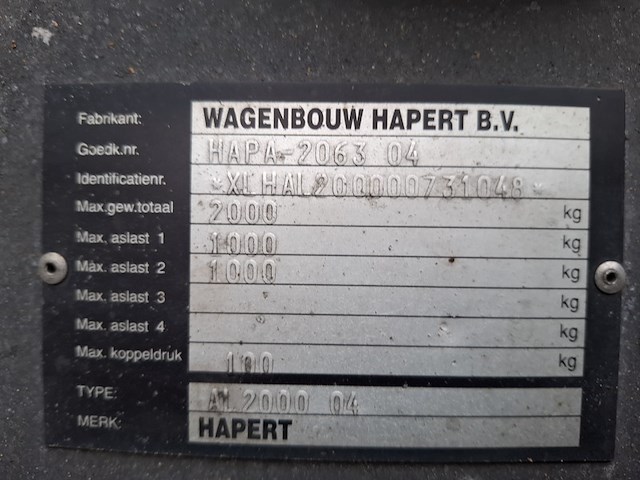 Fabrikant: WAGENBOUW HAPERT B.V.
Goedk.nr. HAPA-2063 04
Identificatienr. *XLHAL200000731048*
Max.gew.totaal 2000 kg
Max. aslast 1 1000 kg
Max. aslast 2 1000 kg
Max. aslast 3 kg
Max. aslast 4 kg
Max. koppeldruk 100 kg
TYPE: AL 2000 04
MERK: HAPERT